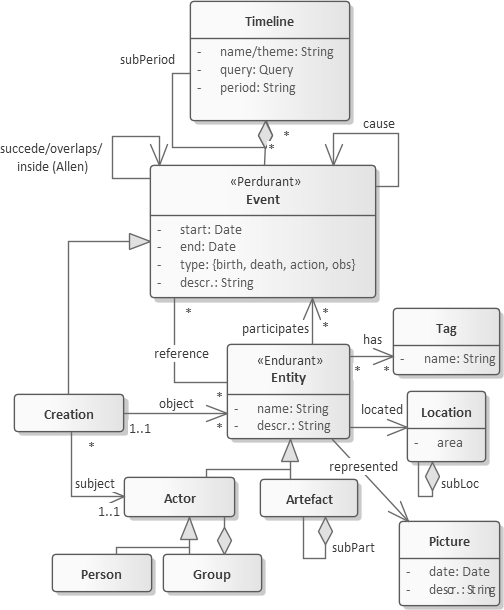 Timeline
- name/theme: String
- query: Query
- period: String
subPeriod
*
*
cause
succede/overlaps/
inside (Allen)
«Perdurant»
Event
- start: Date
- end: Date
- type: {birth, death, action, obs}
- descr.: String
*
*
*
participates
reference
Tag
- name: String
has
*
*
«Endurant»
Entity
- name: String
- descr.: String
*
*
Creation
object
1..1
*
located
Location
- area
subLoc
represented
subject
1..1
Actor
Artefact
subPart
Person
Group
Picture
- date: Date
- descr.: String